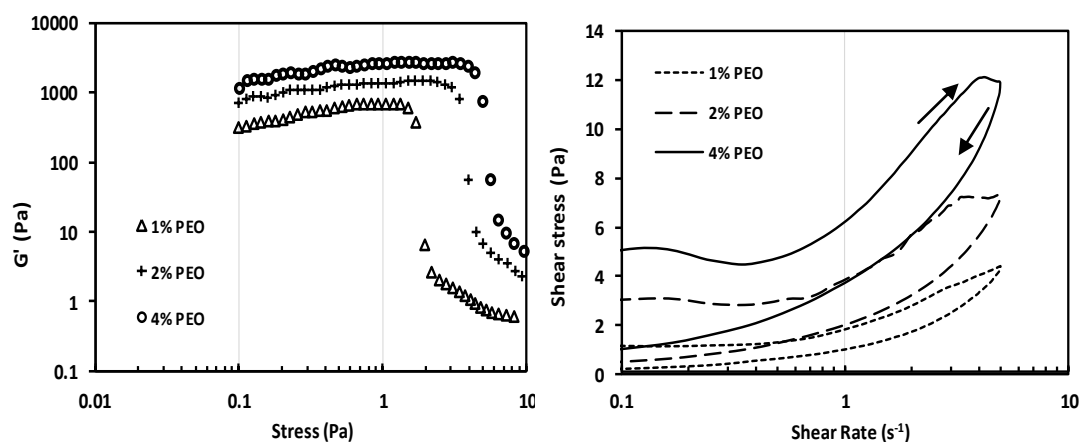 10000
1000
100
10
1
0.1
G' (Pa)
1% PEO
2% PEO
4% PEO
0.01 0.1 1 10
Stress (Pa)
14
12
10
8
6
4
2
0
Shear stress (Pa)
1% PEO
2% PEO
4% PEO
0.1 1 10
Shear Rate (s⁻¹)